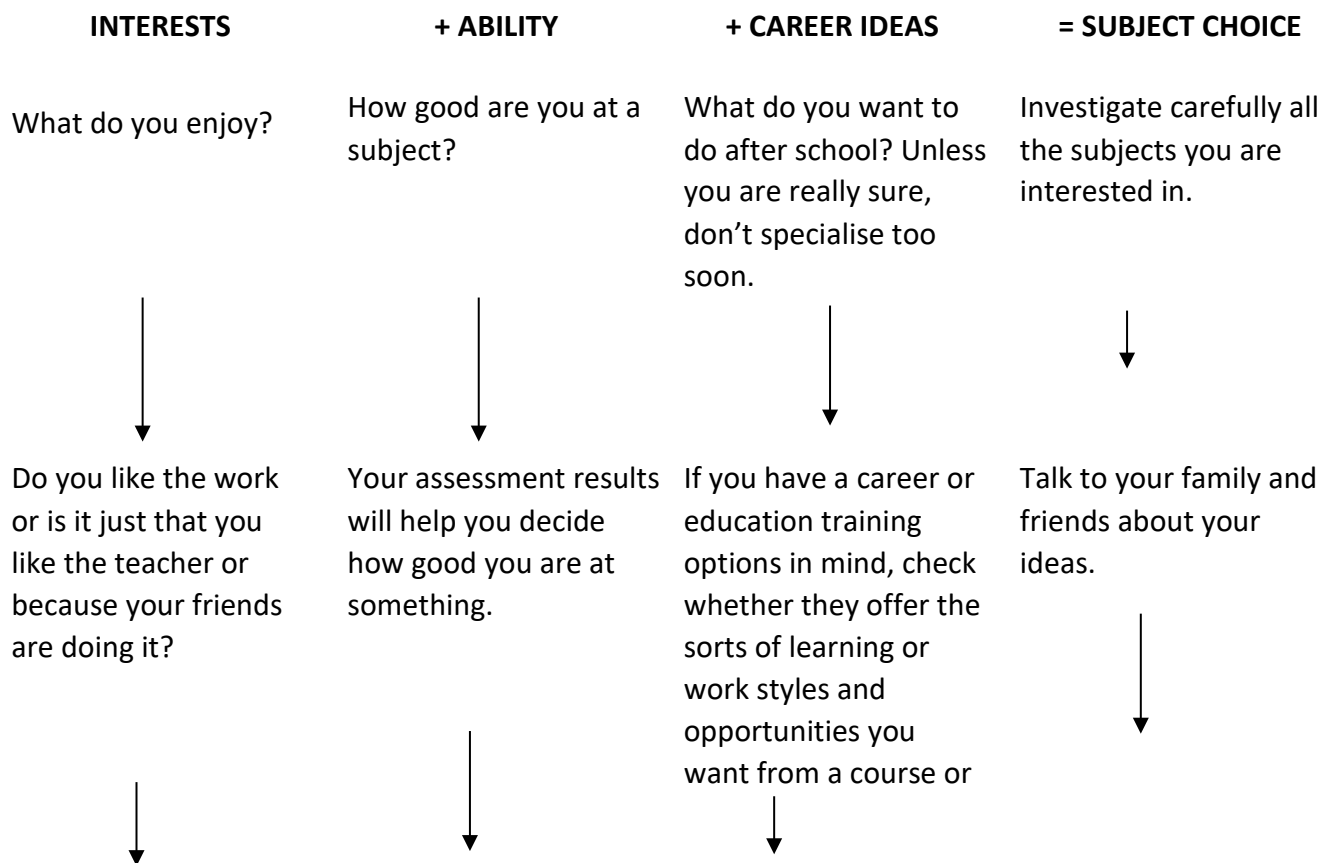 INTERESTS
What do you enjoy?
Do you like the work
or is it just that you
like the teacher or
because your friends
are doing it?
+ ABILITY
How good are you at a
subject?
Your assessment results
will help you decide
how good you are at
something.
+ CAREER IDEAS
What do you want to
do after school? Unless
you are really sure,
don’t specialise too
soon.
If you have a career or
education training
options in mind, check
whether they offer the
sorts of learning or
work styles and
opportunities you
want from a course or
= SUBJECT CHOICE
Investigate carefully all
the subjects you are
interested in.
Talk to your family and
friends about your
ideas.